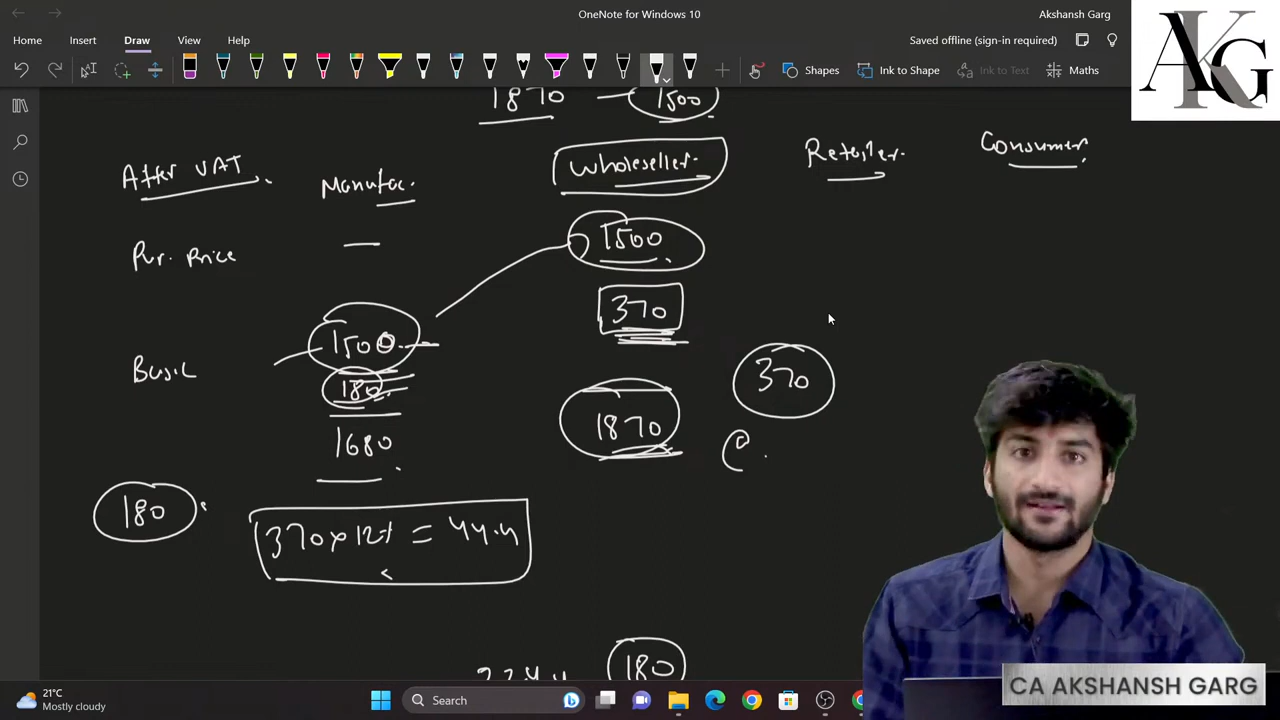 OneNote for Windows 10
Akshansh Garg
Home
Insert
Draw
View
Help
Saved offline (sign-in required)
Shapes
Ink to Shape
Ink to Text
Maths
AKG
1870 — 1500
After VAT
Manufac.
Wholeseller.
Retailer.
Consumer
Pur. Price
—
1500
370
Basic
1500
180
1680
1870
370
@
180
370 x 12% = 44.4
180
CA AKSHANSH GARG
21°C
Mostly cloudy
Search